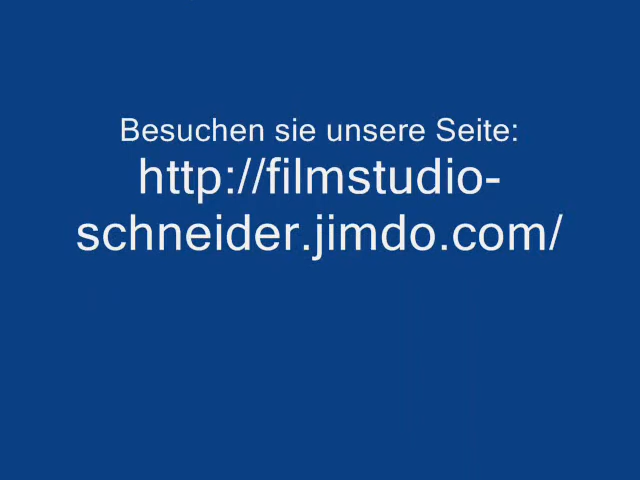 Besuchen sie unsere Seite:
http://filmstudio-
schneider.jimdo.com/